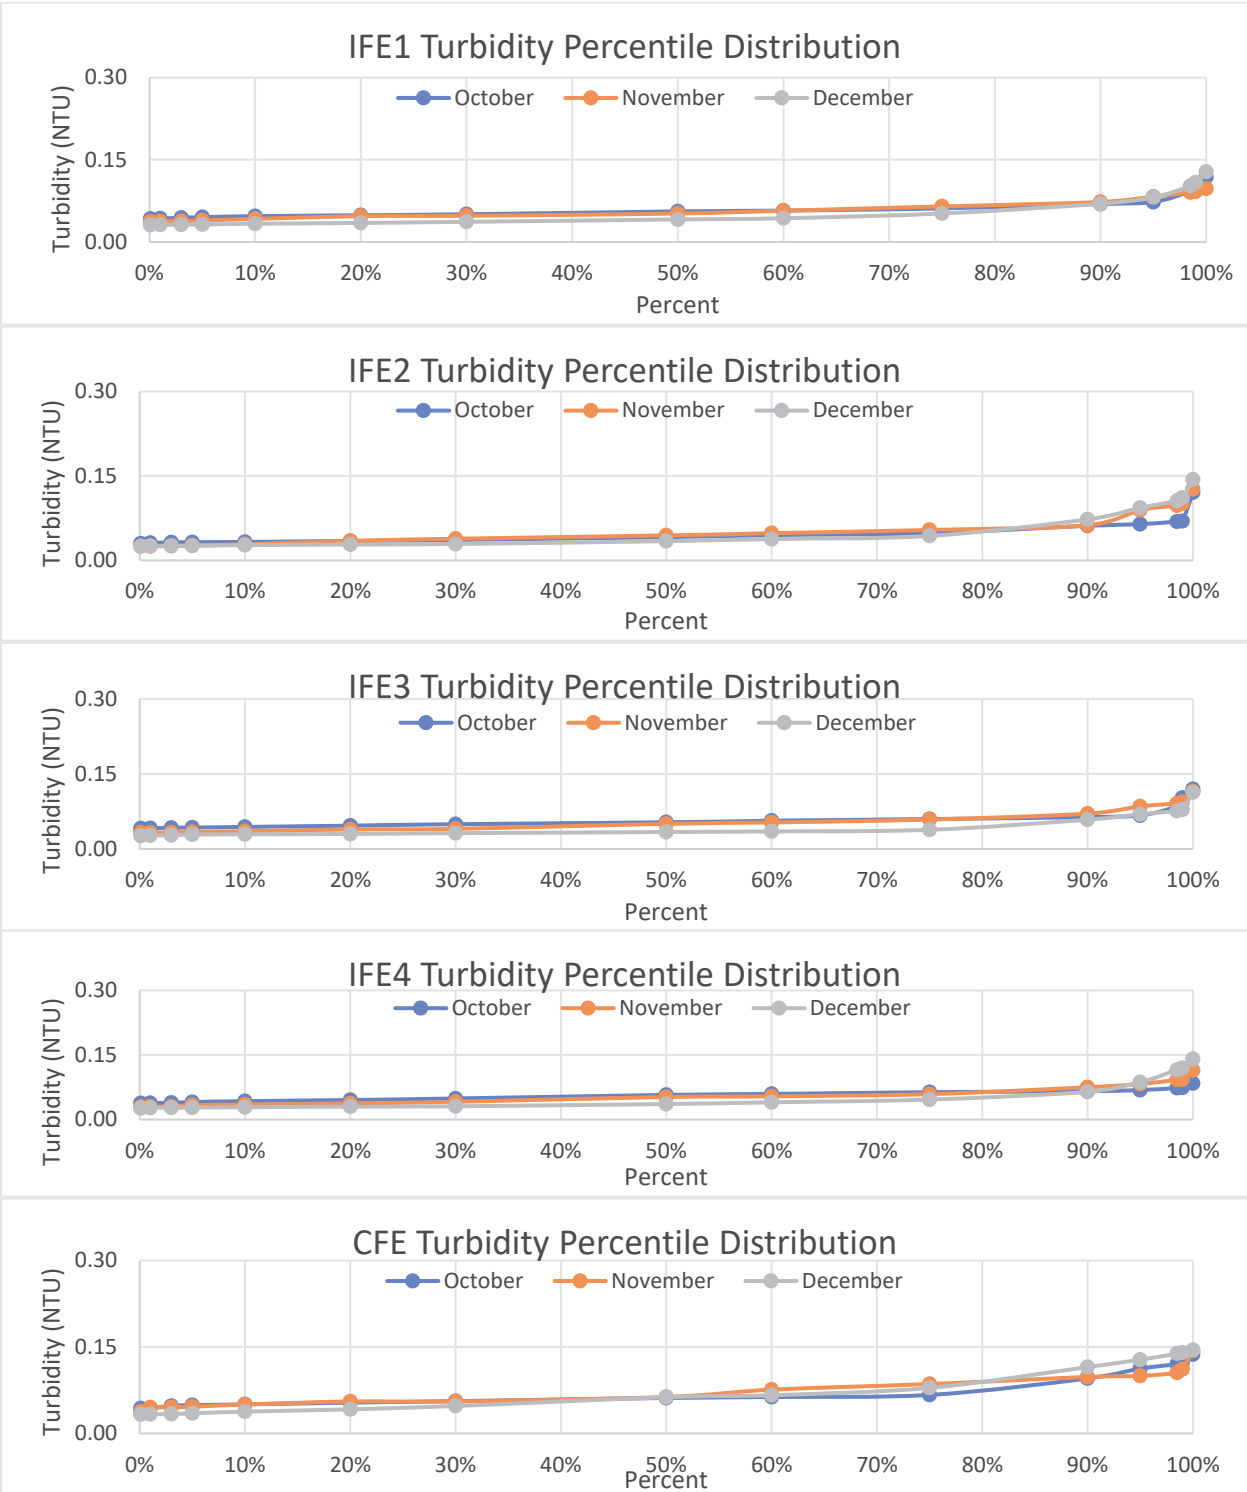 IFE1 Turbidity Percentile Distribution
0.30
October November December
0.15
Turbidity (NTU)
0.00
0% 10% 20% 30% 40% 50% 60% 70% 80% 90% 100%
Percent
IFE2 Turbidity Percentile Distribution
0.30
October November December
0.15
Turbidity (NTU)
0.00
0% 10% 20% 30% 40% 50% 60% 70% 80% 90% 100%
Percent
IFE3 Turbidity Percentile Distribution
0.30
October November December
0.15
Turbidity (NTU)
0.00
0% 10% 20% 30% 40% 50% 60% 70% 80% 90% 100%
Percent
IFE4 Turbidity Percentile Distribution
0.30
October November December
0.15
Turbidity (NTU)
0.00
0% 10% 20% 30% 40% 50% 60% 70% 80% 90% 100%
Percent
CFE Turbidity Percentile Distribution
0.30
October November December
0.15
Turbidity (NTU)
0.00
0% 10% 20% 30% 40% 50% 60% 70% 80% 90% 100%
Percent